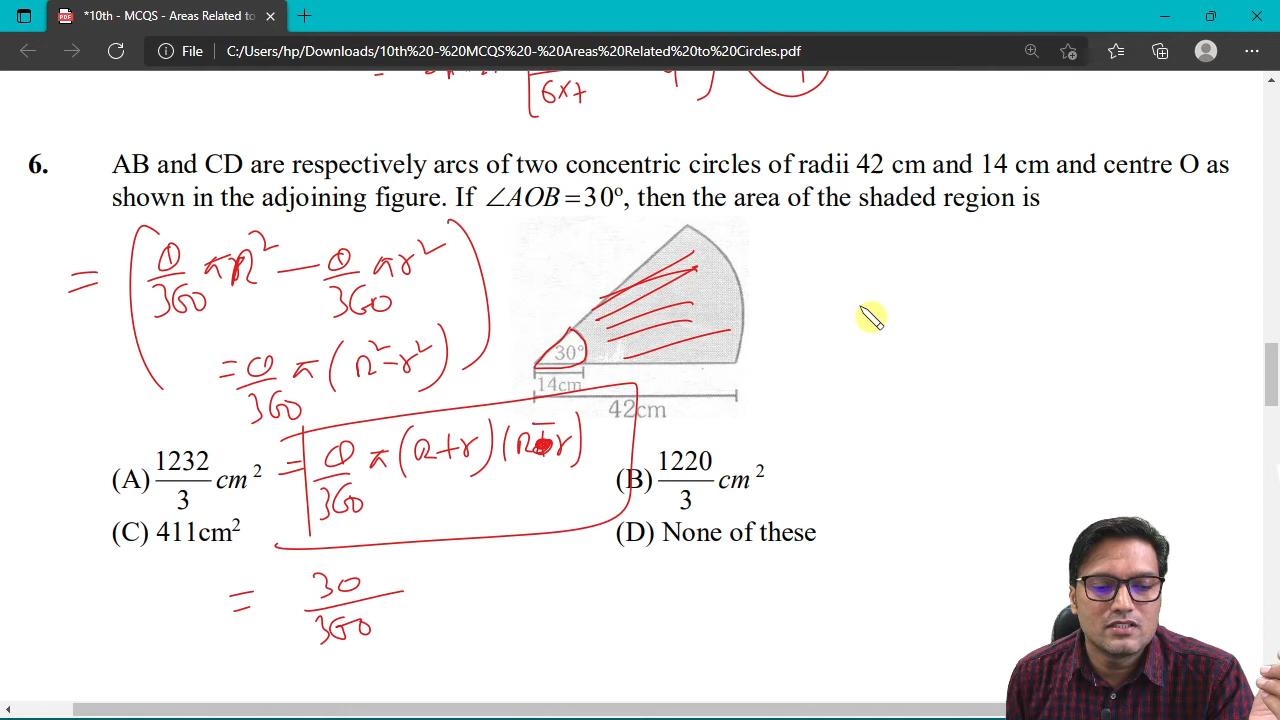 *10th - MCQS - Areas Related to
File C:/Users/hp/Downloads/10th%20-%20MCQS%20-%20Areas%20Related%20to%20Circles.pdf
6x7
6. AB and CD are respectively arcs of two concentric circles of radii 42 cm and 14 cm and centre O as
shown in the adjoining figure. If ∠AOB=30º, then the area of the shaded region is
= ( θ/360 πR² − θ/360 πr² )
= θ/360 π (R²−r²)
30°
14cm
42cm
= θ/360 π (R+r)(R−r)
(A) 1232/3 cm² (B) 1220/3 cm²
(C) 411cm² (D) None of these
= 30/360